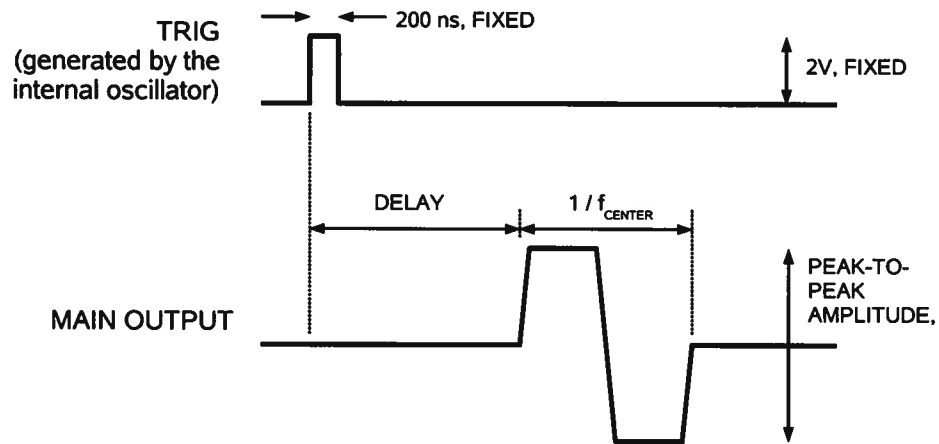 TRIG
(generated by the
internal oscillator)
200 ns, FIXED
2V, FIXED
DELAY
1 / fCENTER
MAIN OUTPUT
PEAK-TO-
PEAK
AMPLITUDE,